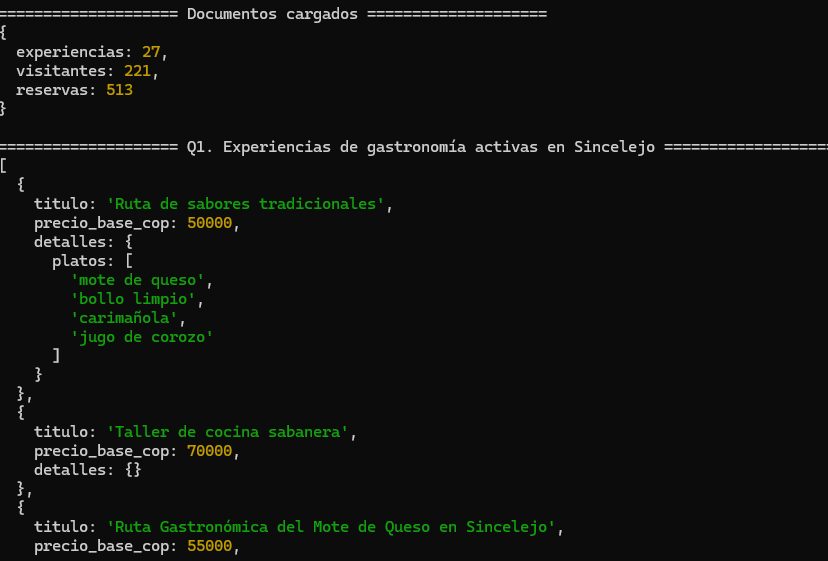 ==================== Documentos cargados ====================
{
  experiencias: 27,
  visitantes: 221,
  reservas: 513
}
==================== Q1. Experiencias de gastronomía activas en Sincelejo ===================
[
  {
    titulo: 'Ruta de sabores tradicionales',
    precio_base_cop: 50000,
    detalles: {
      platos: [
        'mote de queso',
        'bollo limpio',
        'carimañola',
        'jugo de corozo'
      ]
    }
  },
  {
    titulo: 'Taller de cocina sabanera',
    precio_base_cop: 70000,
    detalles: {}
  },
  {
    titulo: 'Ruta Gastronómica del Mote de Queso en Sincelejo',
    precio_base_cop: 55000,